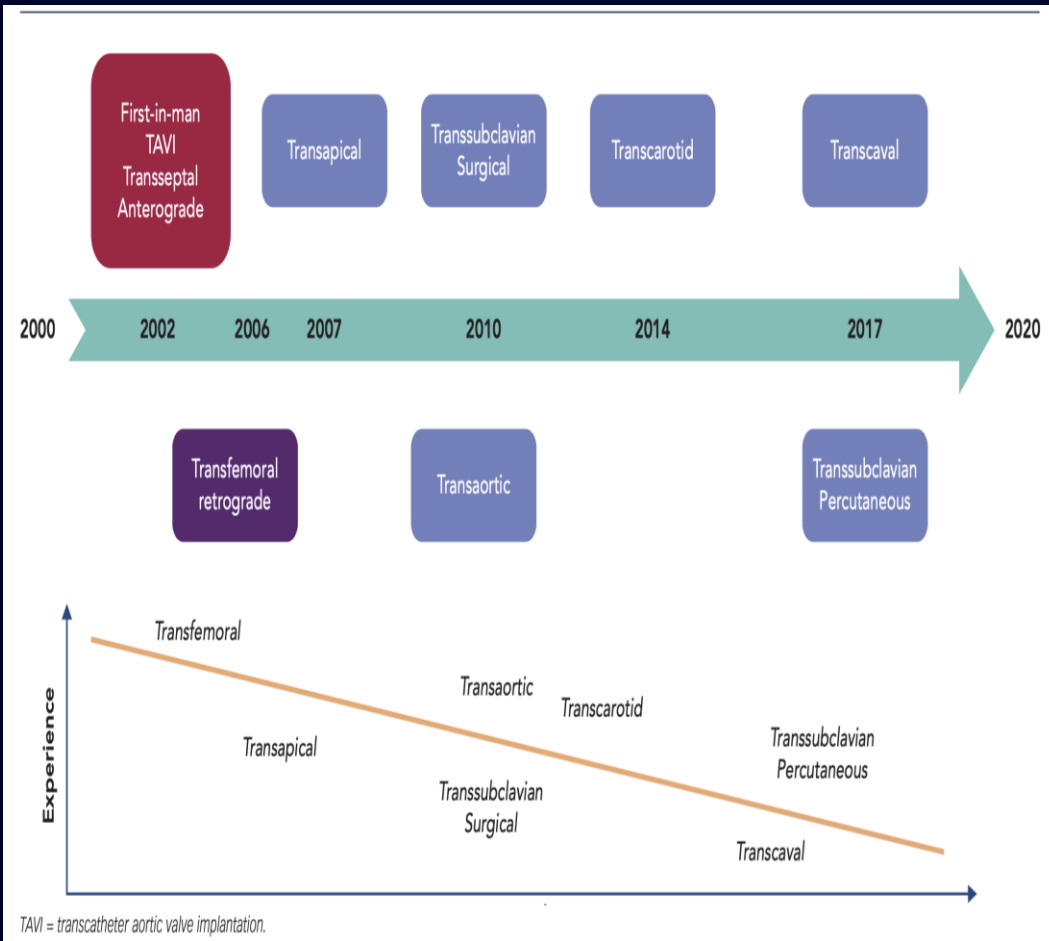 First-in-man
TAVI
Transseptal
Anterograde
Transapical
Transsubclavian
Surgical
Transcarotid
Transcaval
2000
2002
2006
2007
2010
2014
2017
2020
Transfemoral
retrograde
Transaortic
Transsubclavian
Percutaneous
Experience
Transfemoral
Transapical
Transaortic
Transcarotid
Transsubclavian
Surgical
Transsubclavian
Percutaneous
Transcaval
TAVI = transcatheter aortic valve implantation.